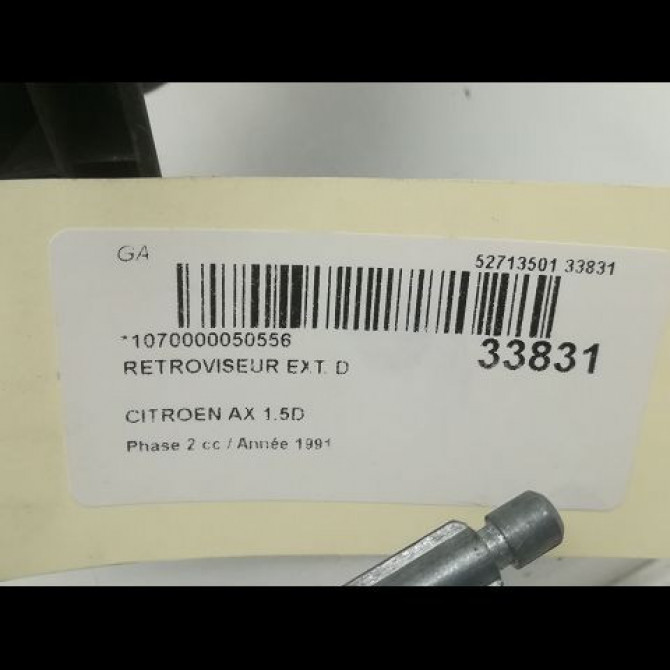 GA
52713501 33831
*1070000050556
33831
RETROVISEUR EXT. D
CITROEN AX 1.5D
Phase 2 cc / Année 1991